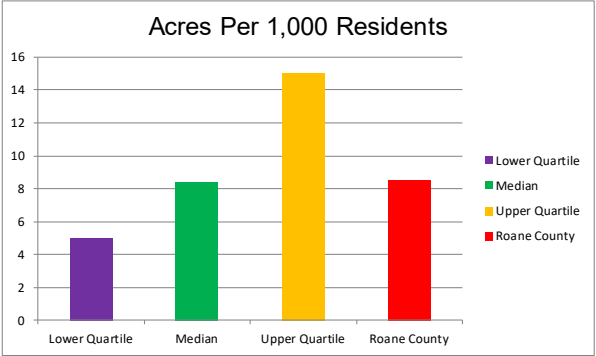 Acres Per 1,000 Residents
16
14
12
10
8
6
4
2
0
Lower Quartile Median Upper Quartile Roane County
Lower Quartile
Median
Upper Quartile
Roane County